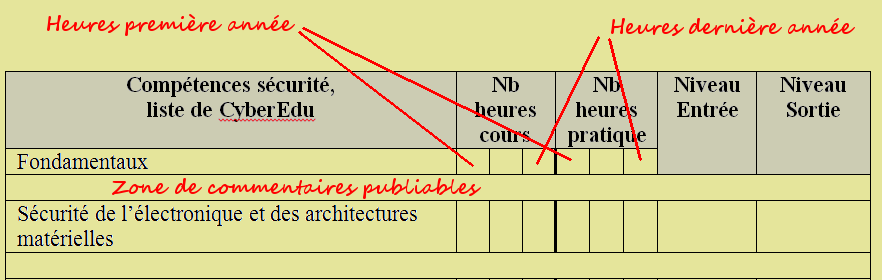 Heures première année
Heures dernière année
Compétences sécurité,
liste de CyberEdu
Nb
heures
cours
Nb
heures
pratique
Niveau
Entrée
Niveau
Sortie
Fondamentaux
Zone de commentaires publiables
Sécurité de l'électronique et des architectures
matérielles